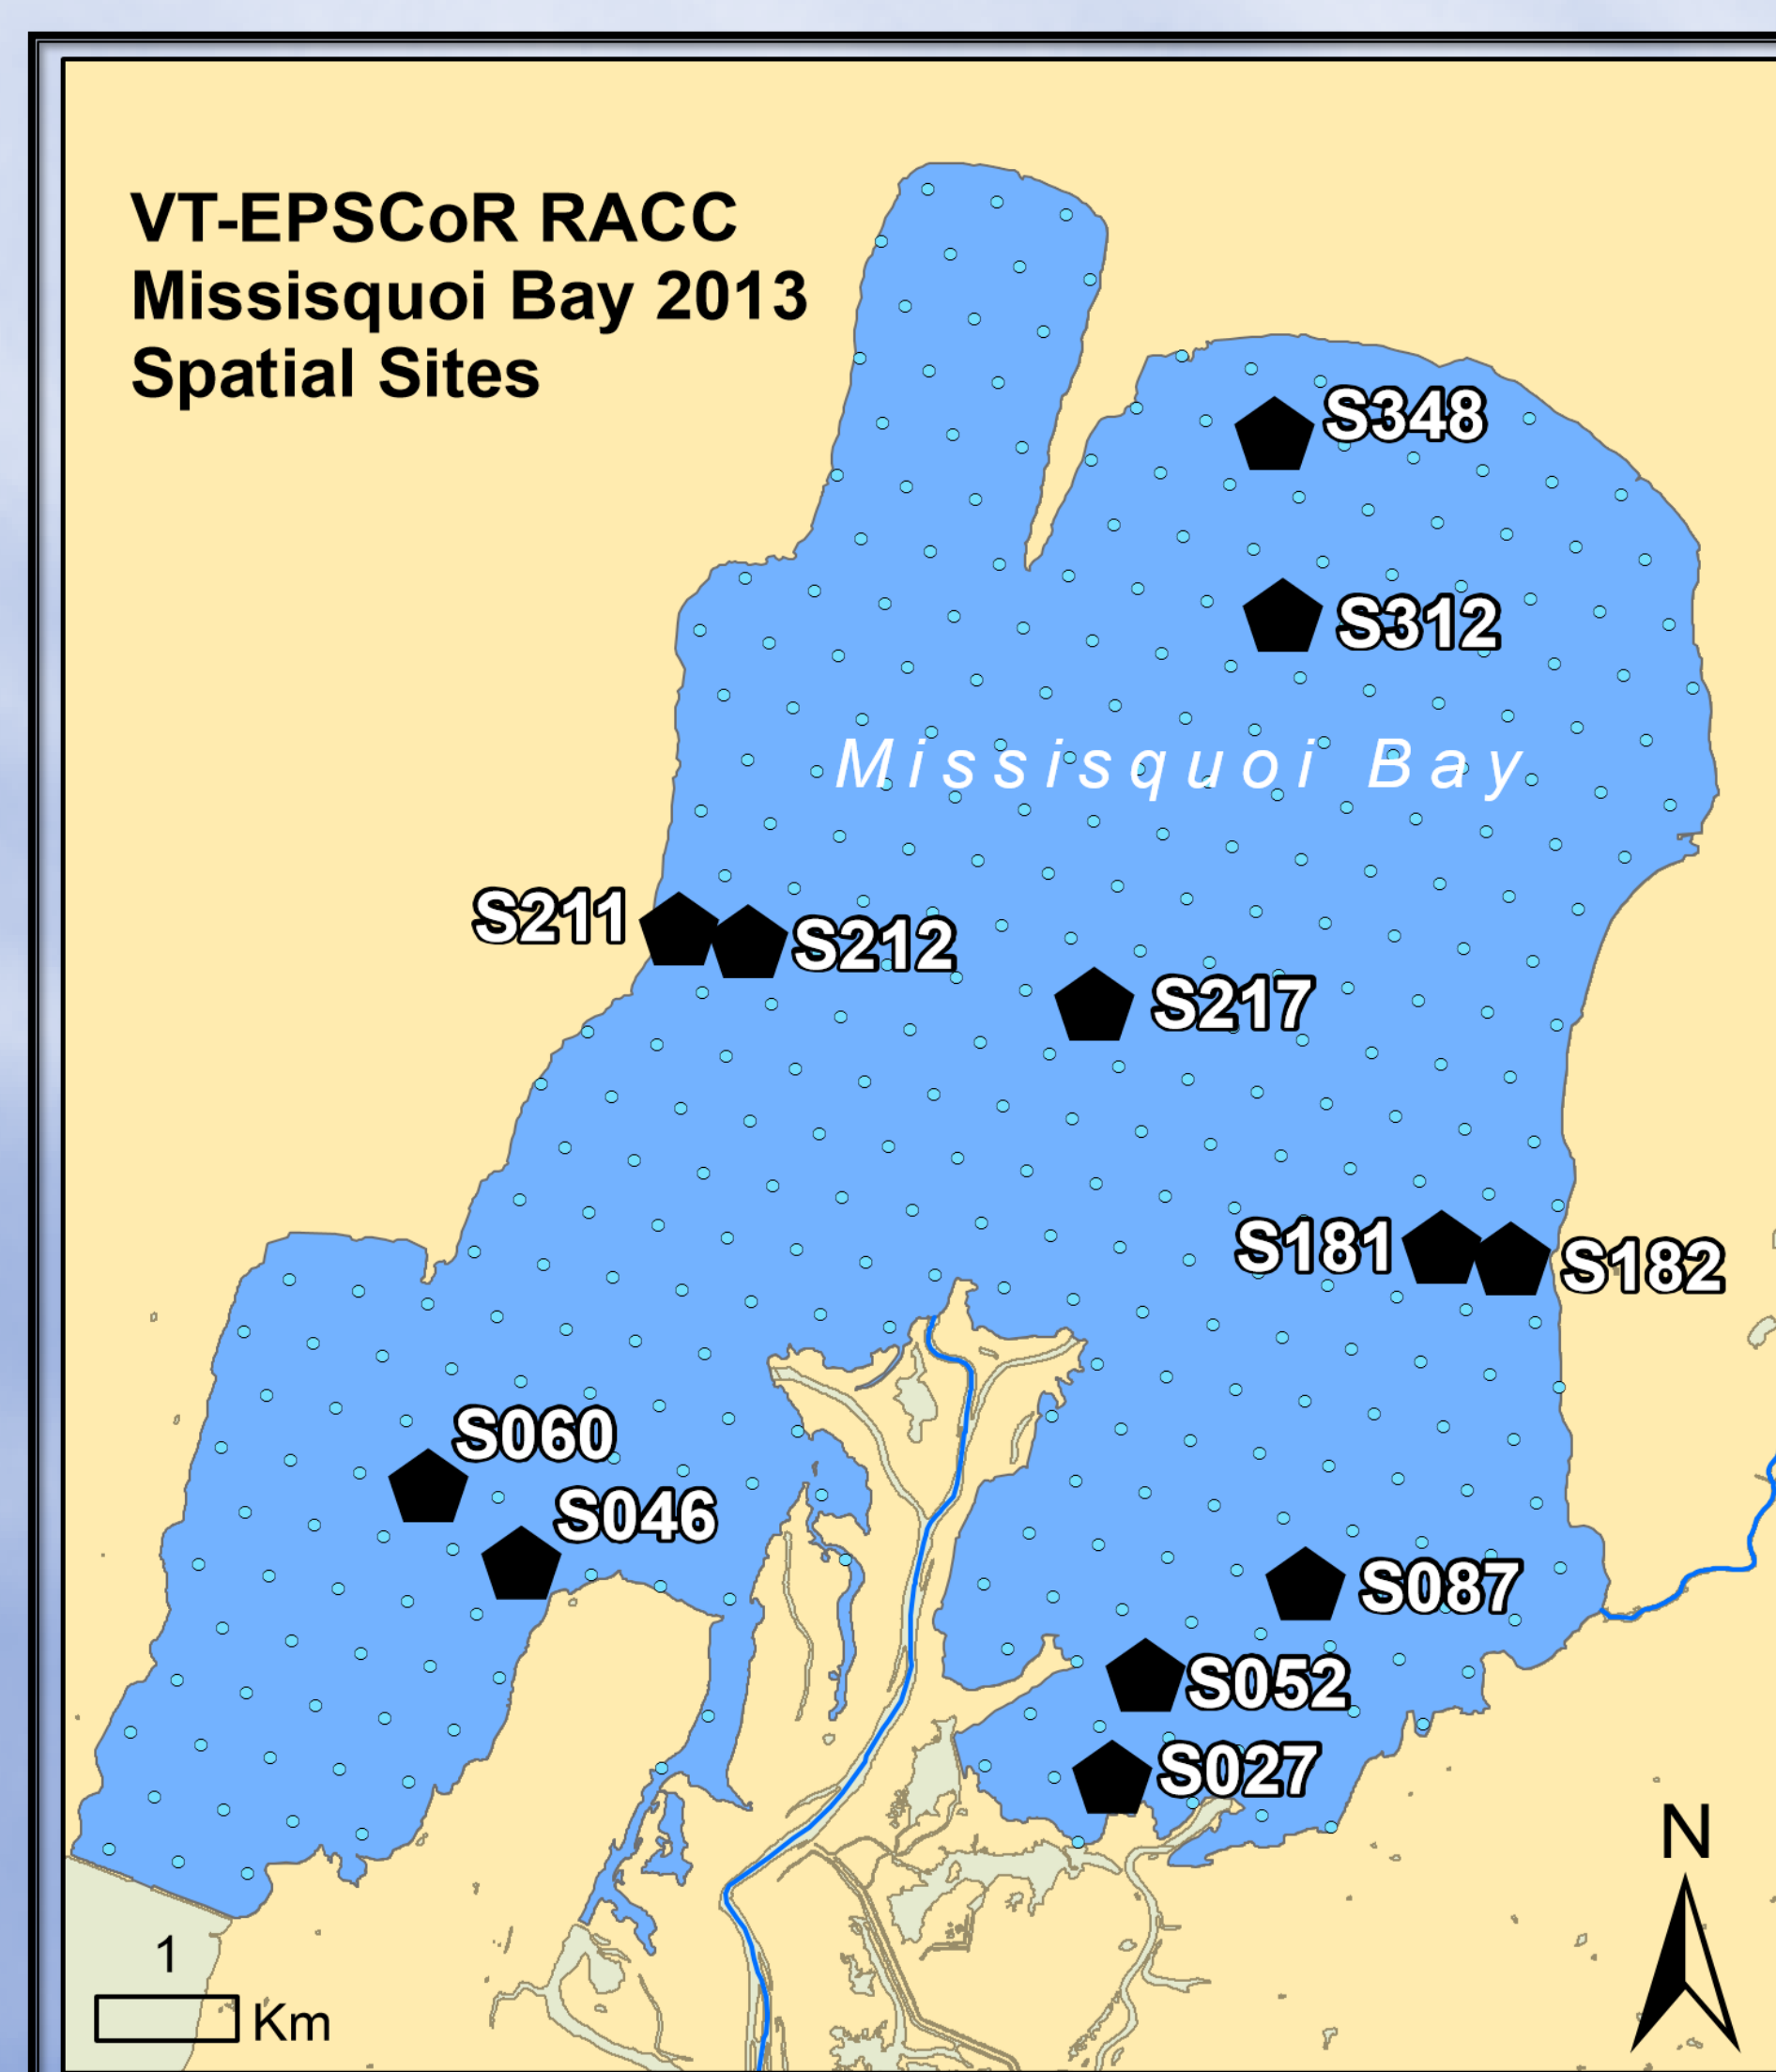 VT-EPSCoR RACC
Missisquoi Bay 2013
Spatial Sites
S348
S312
Missisquoi Bay
S211
S212
S217
S181
S182
S060
S046
S087
S052
S027
N
1
Km